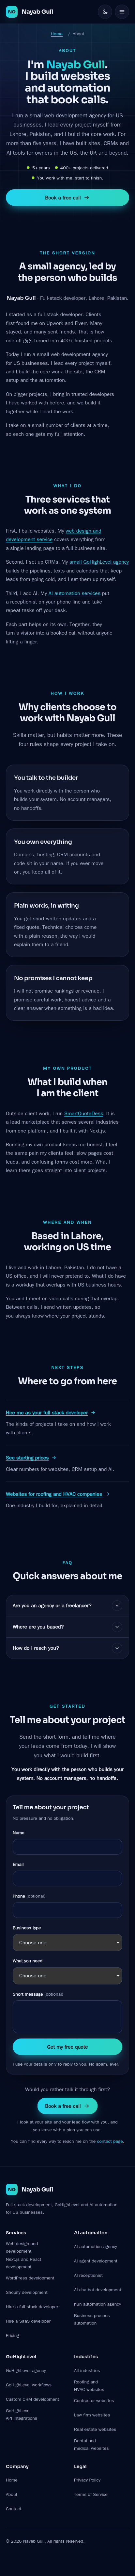 NG Nayab Gull
Home / About
ABOUT
I'm Nayab Gull.
I build websites
and automation
that book calls.
I run a small web design agency for US
businesses. I lead every project myself from
Lahore, Pakistan, and I build the hard parts too.
For 5+ years I have built sites, CRMs and
AI tools for owners in the US, the UK and beyond.
5+ years 400+ projects delivered
You work with me, start to finish.
Book a free call →
THE SHORT VERSION
A small agency, led by
the person who builds
Nayab Gull · Full-stack developer, Lahore, Pakistan.
I started as a full-stack developer. Clients
first found me on Upwork and Fiverr. Many
stayed, and many sent friends. That is how
one-off gigs turned into 400+ projects.
Today I run a small web development agency
for US businesses. I lead every project myself,
and I know your code: the site, the CRM
setup and the automation.
On bigger projects, I bring in trusted designers
I have worked with before, and we build it
together while I lead the work.
I take on a small number of clients at a time,
so each one gets my full attention.
WHAT I DO
Three services that
work as one system
First, I build websites. My web design and
development service covers everything from
a single landing page to a full business site.
Second, I set up CRMs. My small GoHighLevel agency
builds the pipelines, texts and calendars that keep
leads from going cold, and I set them up myself.
Third, I add AI. My AI automation services put
a receptionist on your phone line and take
repeat tasks off your desk.
Each part helps on its own. Together, they
turn a visitor into a booked call without anyone
lifting a finger.
HOW I WORK
Why clients choose to
work with Nayab Gull
Skills matter, but habits matter more. These
four rules shape every project I take on.
You talk to the builder
You work directly with the person who
builds your system. No account managers,
no handoffs.
You own everything
Domains, hosting, CRM accounts and
code sit in your name. If you ever move
on, you keep all of it.
Plain words, in writing
You get short written updates and a
fixed quote. Technical choices come
with a plain reason, the way I would
explain them to a friend.
No promises I cannot keep
I will not promise rankings or revenue. I
promise careful work, honest advice and a
clear answer when something is a bad idea.
MY OWN PRODUCT
What I build when
I am the client
Outside client work, I run SmartQuoteDesk. It is
a lead marketplace that serves several industries
from one place, and I built it with Next.js.
Running my own product keeps me honest. I feel
the same pain my clients do: slow pages cost
leads, and confusing forms cost more. What I
learn there goes straight into client projects.
WHERE AND WHEN
Based in Lahore,
working on US time
I live and work in Lahore, Pakistan. I do not have a
US office, and I will never pretend to. What I do have
is a workday that overlaps with US business hours.
You and I meet on video calls during that overlap.
Between calls, I send written updates, so
you always know where your project stands.
NEXT STEPS
Where to go from here
Hire me as your full stack developer →
The kinds of projects I take on and how I work
with clients.
See starting prices →
Clear numbers for websites, CRM setup and AI.
Websites for roofing and HVAC companies →
One industry I build for, explained in detail.
FAQ
Quick answers about me
Are you an agency or a freelancer?
Where are you based?
How do I reach you?
GET STARTED
Tell me about your project
Send the short form, and tell me where
your leads come from today. I will show
you what I would build first.
You work directly with the person who builds your
system. No account managers, no handoffs.
Tell me about your project
No pressure and no obligation.
Name
Email
Phone (optional)
Business type
Choose one
What you need
Choose one
Short message (optional)
Get my free quote
I use your details only to reply to you. No spam, ever.
Would you rather talk it through first?
Book a free call →
I look at your site and your lead flow with you, and
you leave with a plan you can use.
You can find every way to reach me on the contact page.
NG Nayab Gull
Full stack development, GoHighLevel and AI automation
for US businesses.
Services
Web design and
development
Next.js and React
development
WordPress development
Shopify development
Hire a full stack developer
Hire a SaaS developer
Pricing
AI automation
AI automation agency
AI agent development
AI receptionist
AI chatbot development
n8n automation agency
Business process
automation
GoHighLevel
GoHighLevel agency
GoHighLevel workflows
Custom CRM development
GoHighLevel
API integrations
Industries
All industries
Roofing and
HVAC websites
Contractor websites
Law firm websites
Real estate websites
Dental and
medical websites
Company
Home
About
Contact
Legal
Privacy Policy
Terms of Service
© 2026 Nayab Gull. All rights reserved.